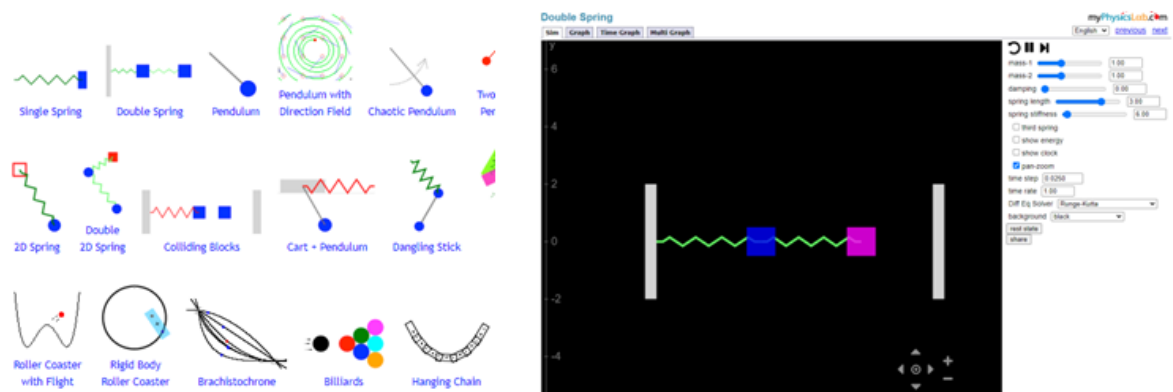 Single Spring
Double Spring
Pendulum
Pendulum with
Direction Field
Chaotic Pendulum
Two
Per
2D Spring
Double
2D Spring
Colliding Blocks
Cart + Pendulum
Dangling Stick
Roller Coaster
with Flight
Rigid Body
Roller Coaster
Brachistochrone
Billiards
Hanging Chain
Double Spring
myPhysicsLab.com
Sim Graph Time Graph Multi Graph
English previous next
y
6
4
2
0
-2
-4
mass-1 1.00
mass-2 1.00
damping 0.00
spring length 3.00
spring stiffness 6.00
third spring
show energy
show clock
pan-zoom
time step 0.0250
time rate 1.00
Diff Eq Solver Runge-Kutta
background black
rest state
share